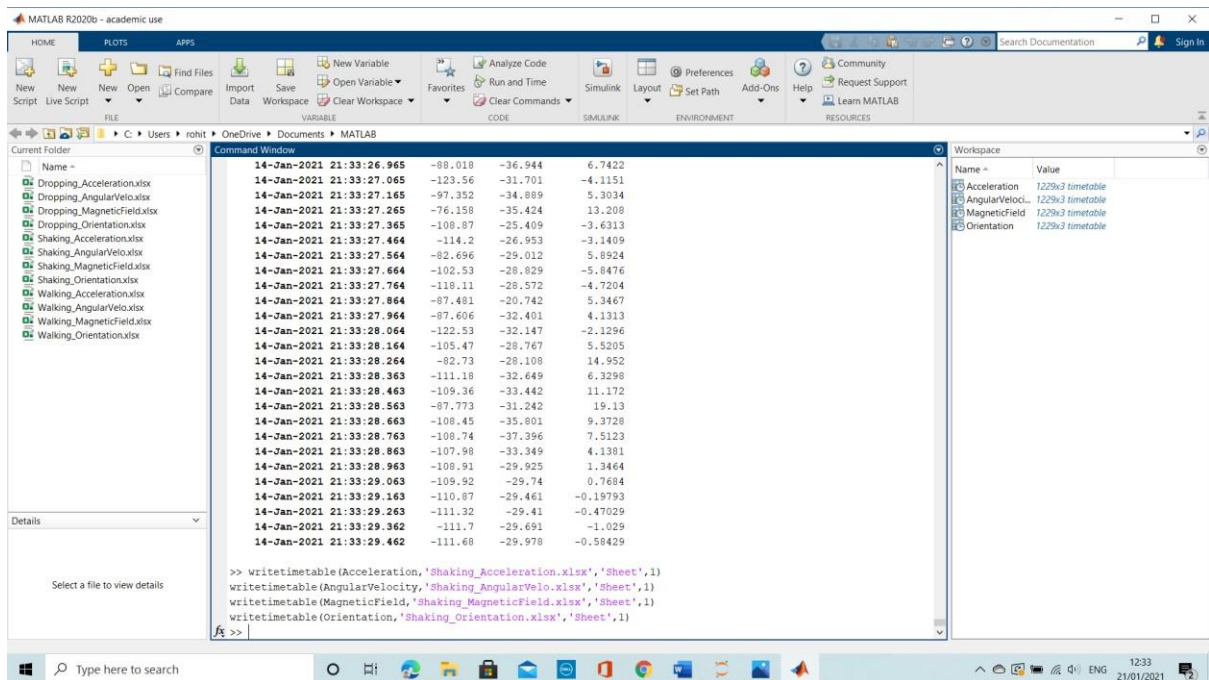 MATLAB R2020b - academic use
HOME PLOTS APPS
Search Documentation
Sign In
New Script
New Live Script
New
Open
Find Files
Compare
Import Data
Save Workspace
New Variable
Open Variable
Clear Workspace
Favorites
Analyze Code
Run and Time
Clear Commands
Simulink
Layout
Preferences
Set Path
Add-Ons
Help
Community
Request Support
Learn MATLAB
FILE VARIABLE CODE SIMULINK ENVIRONMENT RESOURCES
C: Users rohit OneDrive Documents MATLAB
Current Folder
Name
Dropping_Acceleration.xlsx
Dropping_AngularVelo.xlsx
Dropping_MagneticField.xlsx
Dropping_Orientation.xlsx
Shaking_Acceleration.xlsx
Shaking_AngularVelo.xlsx
Shaking_MagneticField.xlsx
Shaking_Orientation.xlsx
Walking_Acceleration.xlsx
Walking_AngularVelo.xlsx
Walking_MagneticField.xlsx
Walking_Orientation.xlsx
Details
Select a file to view details
Command Window
14-Jan-2021 21:33:26.965 -88.018 -36.944 6.7422
14-Jan-2021 21:33:27.065 -123.56 -31.701 -4.1151
14-Jan-2021 21:33:27.165 -97.352 -34.889 5.3034
14-Jan-2021 21:33:27.265 -76.158 -35.424 13.208
14-Jan-2021 21:33:27.365 -108.87 -25.409 -3.6313
14-Jan-2021 21:33:27.464 -114.2 -26.953 -3.1409
14-Jan-2021 21:33:27.564 -82.696 -29.012 5.8924
14-Jan-2021 21:33:27.664 -102.53 -28.829 -5.8476
14-Jan-2021 21:33:27.764 -118.11 -28.572 -4.7204
14-Jan-2021 21:33:27.864 -87.481 -20.742 5.3467
14-Jan-2021 21:33:27.964 -87.606 -32.401 4.1313
14-Jan-2021 21:33:28.064 -122.53 -32.147 -2.1296
14-Jan-2021 21:33:28.164 -105.47 -28.767 5.5205
14-Jan-2021 21:33:28.264 -82.73 -28.108 14.952
14-Jan-2021 21:33:28.363 -111.18 -32.649 6.3298
14-Jan-2021 21:33:28.463 -109.36 -33.442 11.172
14-Jan-2021 21:33:28.563 -87.773 -31.242 19.13
14-Jan-2021 21:33:28.663 -108.45 -35.801 9.3728
14-Jan-2021 21:33:28.763 -108.74 -37.396 7.5123
14-Jan-2021 21:33:28.863 -107.98 -33.349 4.1381
14-Jan-2021 21:33:28.963 -108.91 -29.925 1.3464
14-Jan-2021 21:33:29.063 -109.92 -29.74 0.7684
14-Jan-2021 21:33:29.163 -110.87 -29.461 -0.19793
14-Jan-2021 21:33:29.263 -111.32 -29.41 -0.47029
14-Jan-2021 21:33:29.362 -111.7 -29.691 -1.029
14-Jan-2021 21:33:29.462 -111.68 -29.978 -0.58429
>> writetimetable(Acceleration,'Shaking_Acceleration.xlsx','Sheet',1)
writetimetable(AngularVelocity,'Shaking_AngularVelo.xlsx','Sheet',1)
writetimetable(MagneticField,'Shaking_MagneticField.xlsx','Sheet',1)
writetimetable(Orientation,'Shaking_Orientation.xlsx','Sheet',1)
fx >>
Workspace
Name Value
Acceleration 1229x3 timetable
AngularVeloci... 1229x3 timetable
MagneticField 1229x3 timetable
Orientation 1229x3 timetable
Type here to search
ENG
12:33
21/01/2021